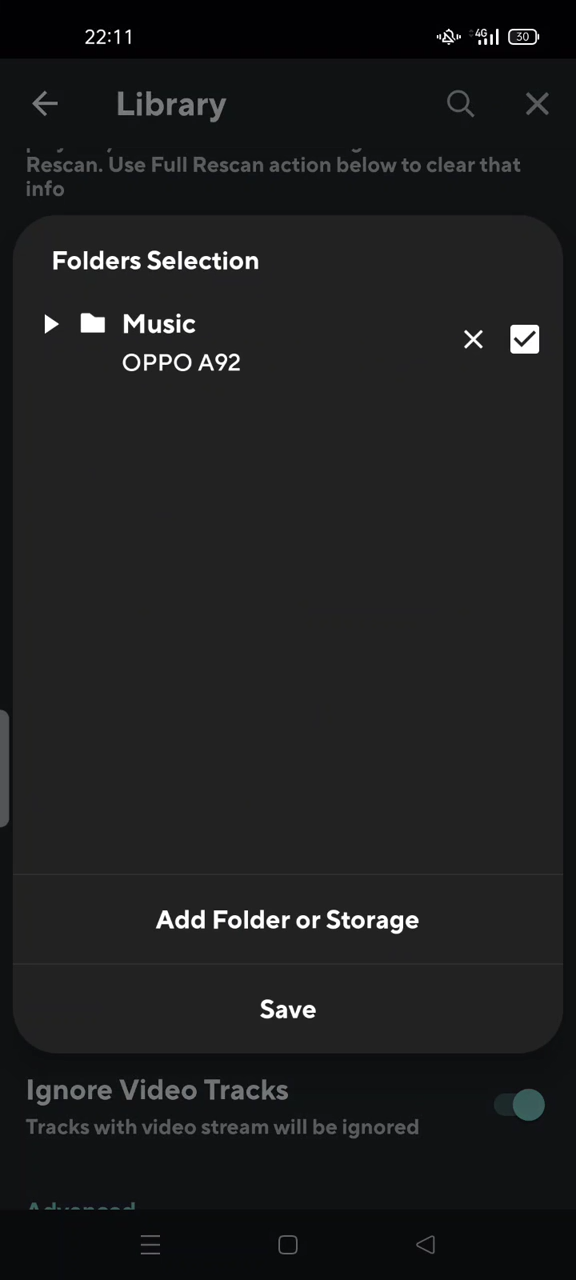 22:11
4G
30
Library
Rescan. Use Full Rescan action below to clear that
info
Folders Selection
Music
OPPO A92
Add Folder or Storage
Save
Ignore Video Tracks
Tracks with video stream will be ignored
Advanced